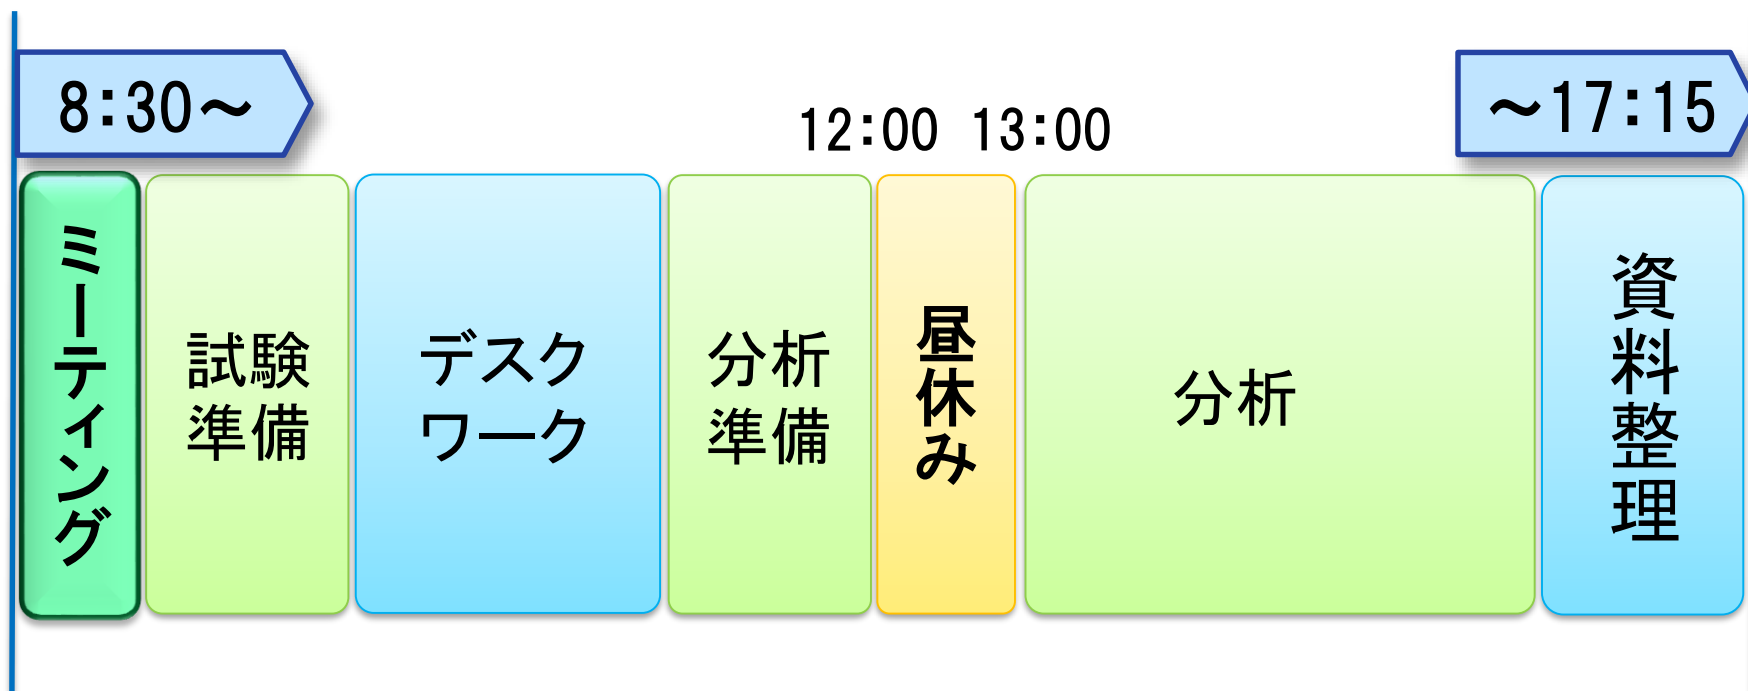 8:30～
12:00 13:00
～17:15
ミーティング
試験
準備
デスク
ワーク
分析
準備
昼休み
分析
資料整理